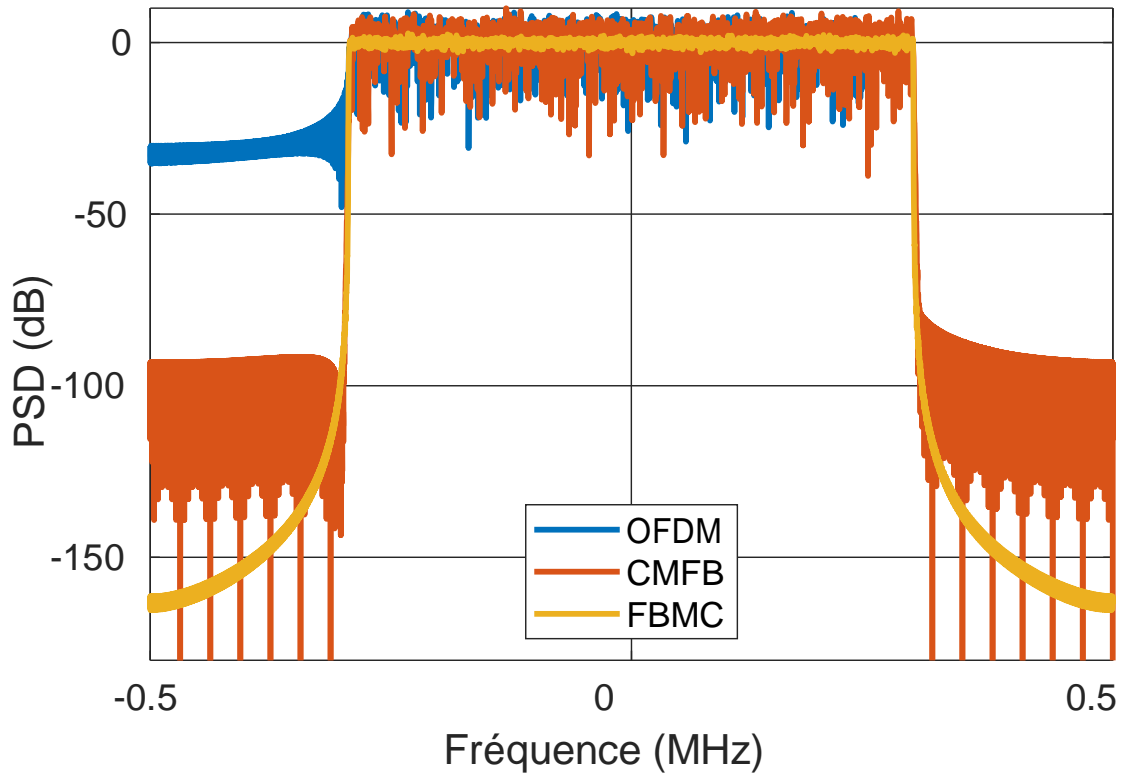 0
-50
-100
-150
PSD (dB)
OFDM
CMFB
FBMC
-0.5
0
0.5
Fréquence (MHz)